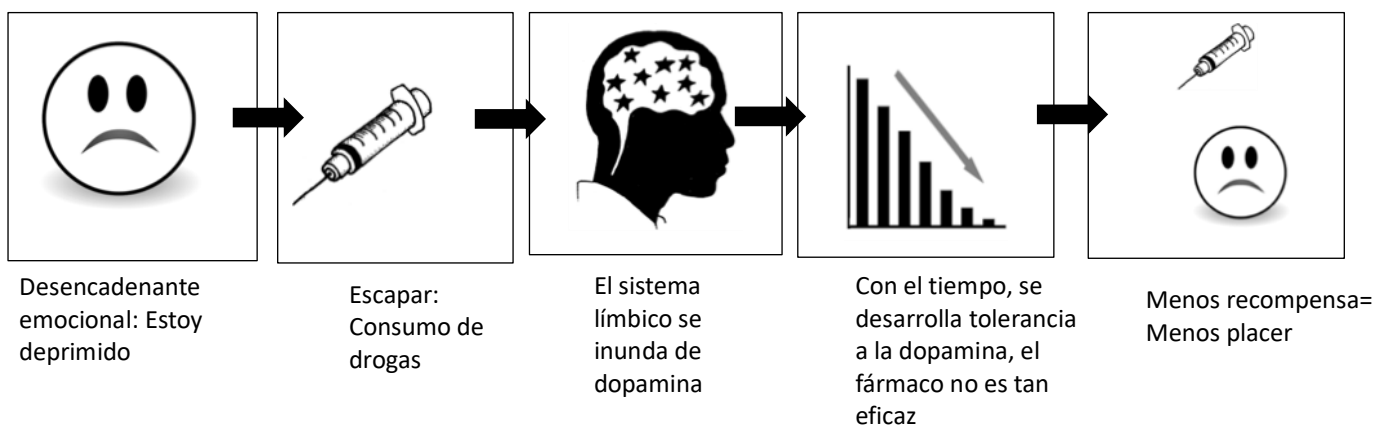 Desencadenante
emocional: Estoy
deprimido
Escapar:
Consumo de
drogas
El sistema
límbico se
inunda de
dopamina
Con el tiempo, se
desarrolla tolerancia
a la dopamina, el
fármaco no es tan
eficaz
Menos recompensa=
Menos placer